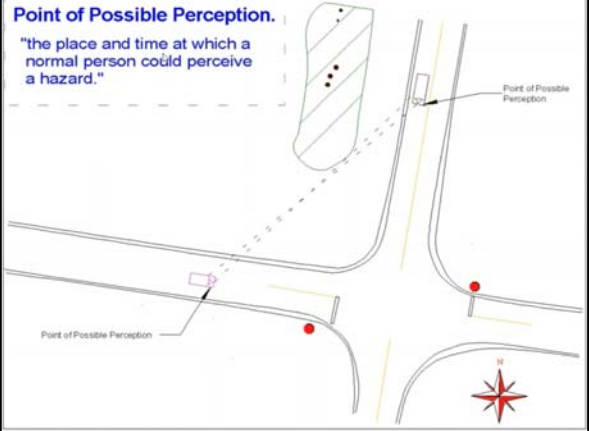 Point of Possible Perception.
"the place and time at which a
normal person could perceive
a hazard."
Point of Possible
Perception
Point of Possible Perception
N